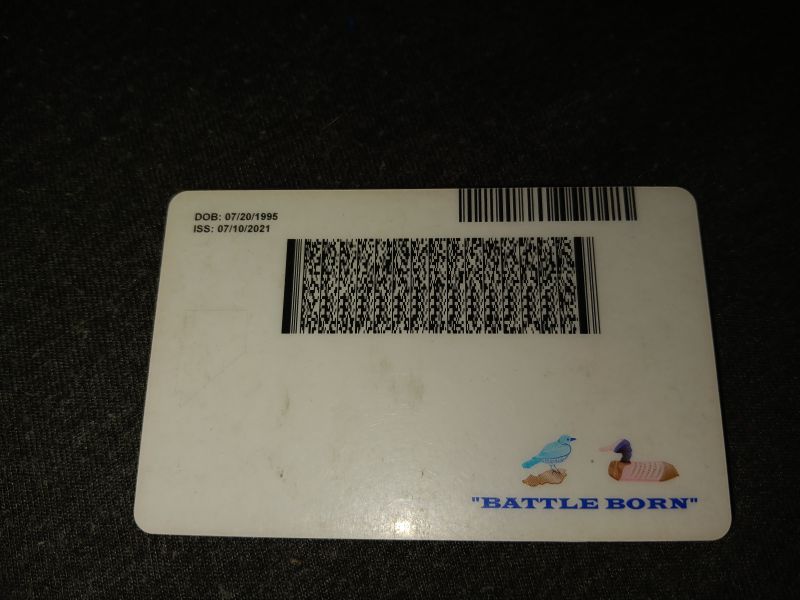 DOB: 07/20/1995
ISS: 07/10/2021
"BATTLE BORN"